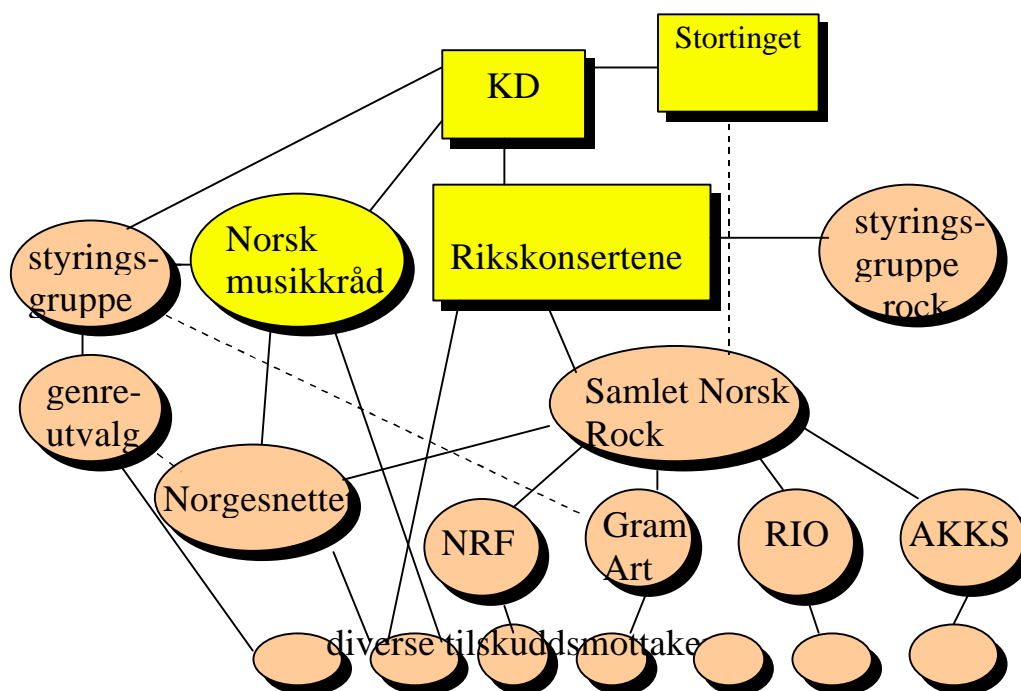 Stortinget
KD
styrings-
gruppe
Norsk
musikkråd
Rikskonsertene
styrings-
gruppe
rock
genre-
utvalg
Samlet Norsk
Rock
Norgesnettet
NRF
Gram
Art
RIO
AKKS
diverse tilskuddsmottake